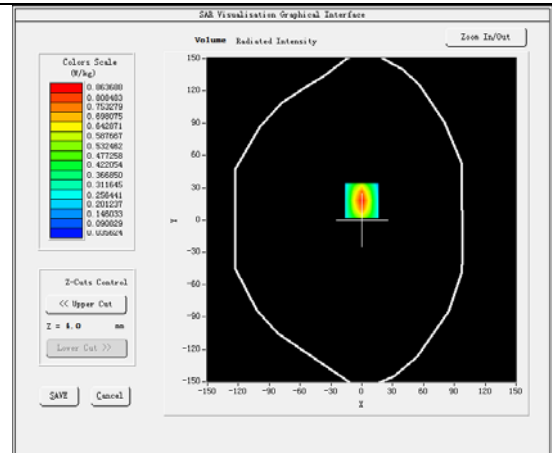 SAR Visualisation Graphical Interface
Volume Radiated Intensity
Zoom In/Out
Colors Scale
(W/kg)
0.863688
0.808483
0.753279
0.698075
0.642871
0.587667
0.532462
0.477258
0.422054
0.366850
0.311645
0.256441
0.201237
0.146033
0.090829
0.035624
Z-Cuts Control
<< Upper Cut
Z = 4.0 mm
Lower Cut >>
SAVE Cancel
150
120
90
60
30
0
-30
-60
-90
-120
-150
Y
-150 -120 -90 -60 -30 0 30 60 90 120 150
X